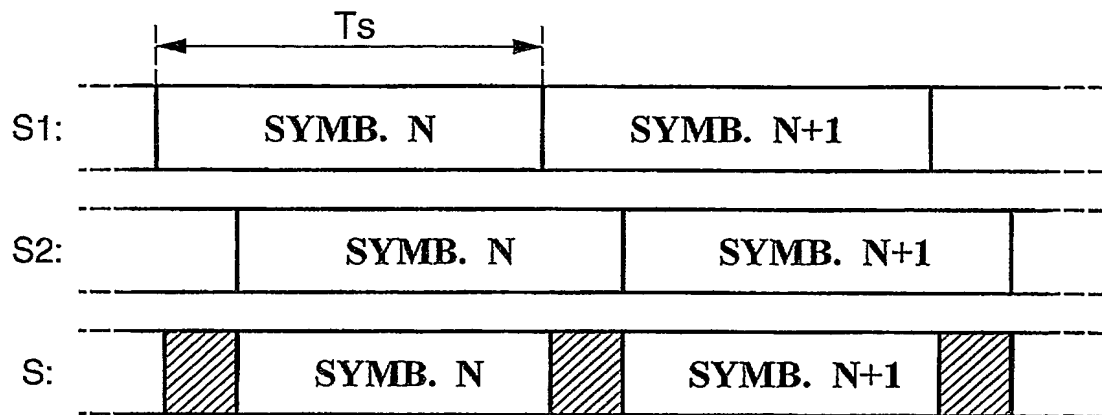 Ts
S1: SYMB. N SYMB. N+1
S2: SYMB. N SYMB. N+1
S: SYMB. N SYMB. N+1